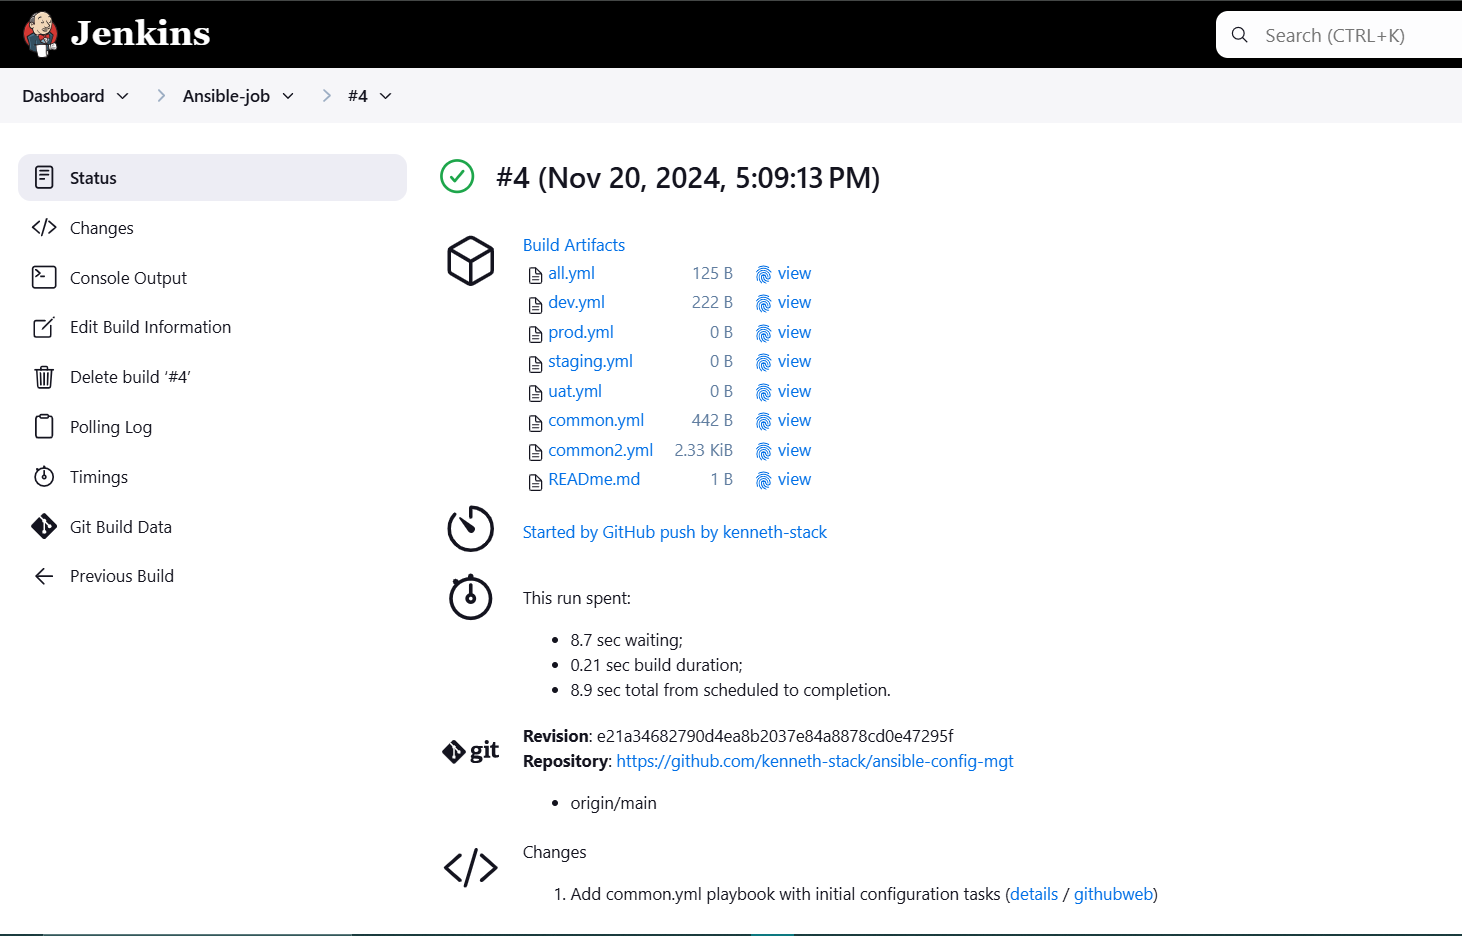 Jenkins
Search (CTRL+K)
Dashboard
Ansible-job
#4
Status
Changes
Console Output
Edit Build Information
Delete build ‘#4’
Polling Log
Timings
Git Build Data
Previous Build
#4 (Nov 20, 2024, 5:09:13 PM)
Build Artifacts
all.yml 125 B view
dev.yml 222 B view
prod.yml 0 B view
staging.yml 0 B view
uat.yml 0 B view
common.yml 442 B view
common2.yml 2.33 KiB view
READme.md 1 B view
Started by GitHub push by kenneth-stack
This run spent:
• 8.7 sec waiting;
• 0.21 sec build duration;
• 8.9 sec total from scheduled to completion.
git
Revision: e21a34682790d4ea8b2037e84a8878cd0e47295f
Repository: https://github.com/kenneth-stack/ansible-config-mgt
• origin/main
Changes
1. Add common.yml playbook with initial configuration tasks (details / githubweb)